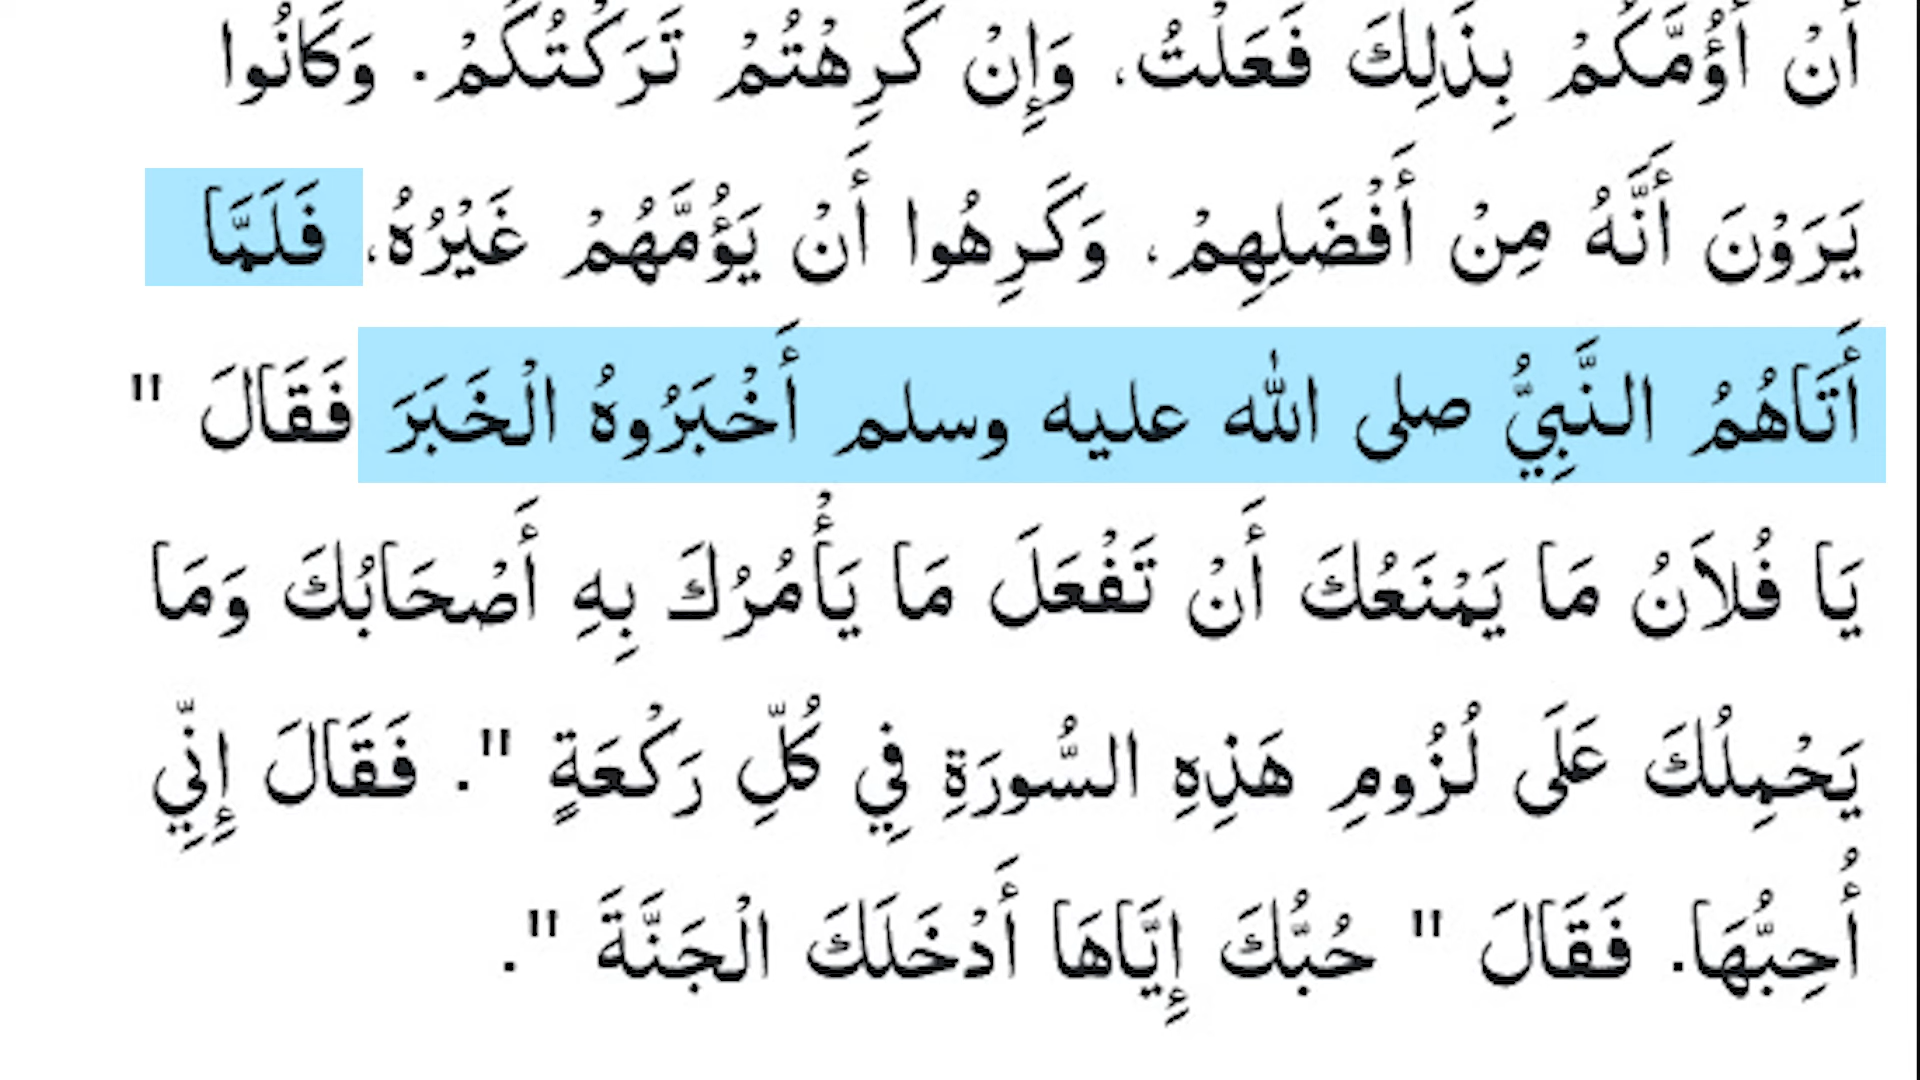 أَنْ أَؤُمَّكُمْ بِذَلِكَ فَعَلْتُ، وَإِنْ كَرِهْتُمْ تَرَكْتُكُمْ. وَكَانُوا
يَرَوْنَ أَنَّهُ مِنْ أَفْضَلِهِمْ، وَكَرِهُوا أَنْ يَؤُمَّهُمْ غَيْرُهُ، فَلَمَّا
أَتَاهُمُ النَّبِيُّ صلى الله عليه وسلم أَخْبَرُوهُ الْخَبَرَ فَقَالَ "
يَا فُلاَنُ مَا يَمْنَعُكَ أَنْ تَفْعَلَ مَا يَأْمُرُكَ بِهِ أَصْحَابُكَ وَمَا
يَحْمِلُكَ عَلَى لُزُومِ هَذِهِ السُّورَةِ فِي كُلِّ رَكْعَةٍ ". فَقَالَ إِنِّي
أُحِبُّهَا. فَقَالَ " حُبُّكَ إِيَّاهَا أَدْخَلَكَ الْجَنَّةَ ".